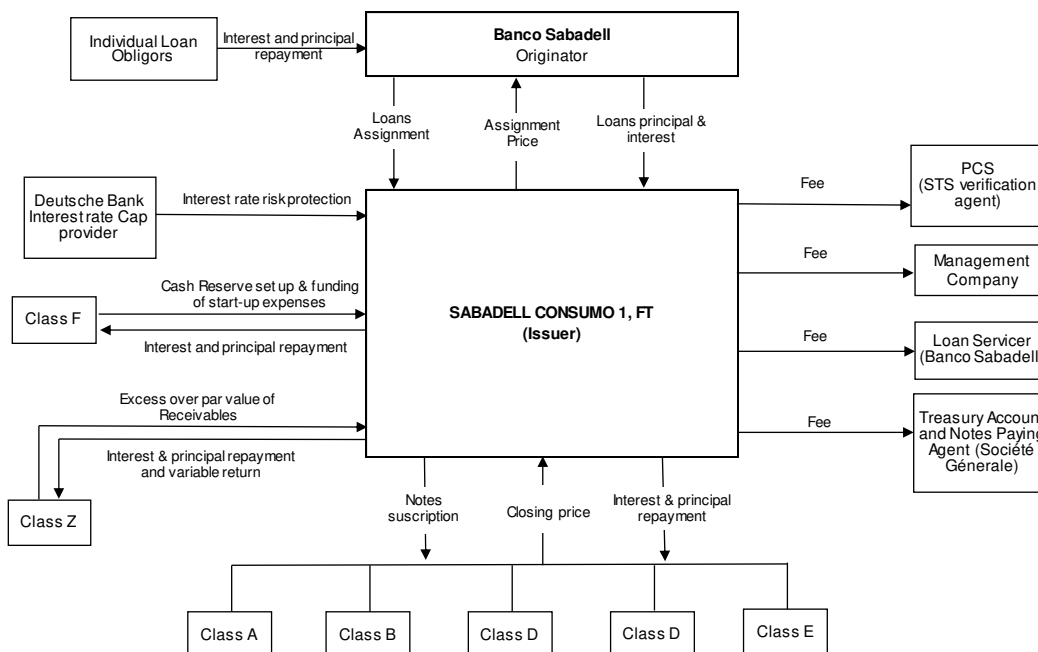 Individual Loan
Obligors
Interest and principal
repayment
Banco Sabadell
Originator
Loans
Assignment
Assignment
Price
Loans principal &
interest
Deutsche Bank
Interest rate Cap
provider
Interest rate risk protection
Fee
PCS
(STS verification
agent)
Fee
Management
Company
Cash Reserve set up & funding
of start-up expenses
Class F
Interest and principal repayment
SABADELL CONSUMO 1, FT
(Issuer)
Fee
Loan Servicer
(Banco Sabadell
Excess over par value of
Receivables
Interest & principal repayment
and variable return
Class Z
Fee
Treasury Accoun
and Notes Paying
Agent (Société
Génerale)
Notes
suscription
Closing price
Interest & principal
repayment
Class A
Class B
Class D
Class D
Class E